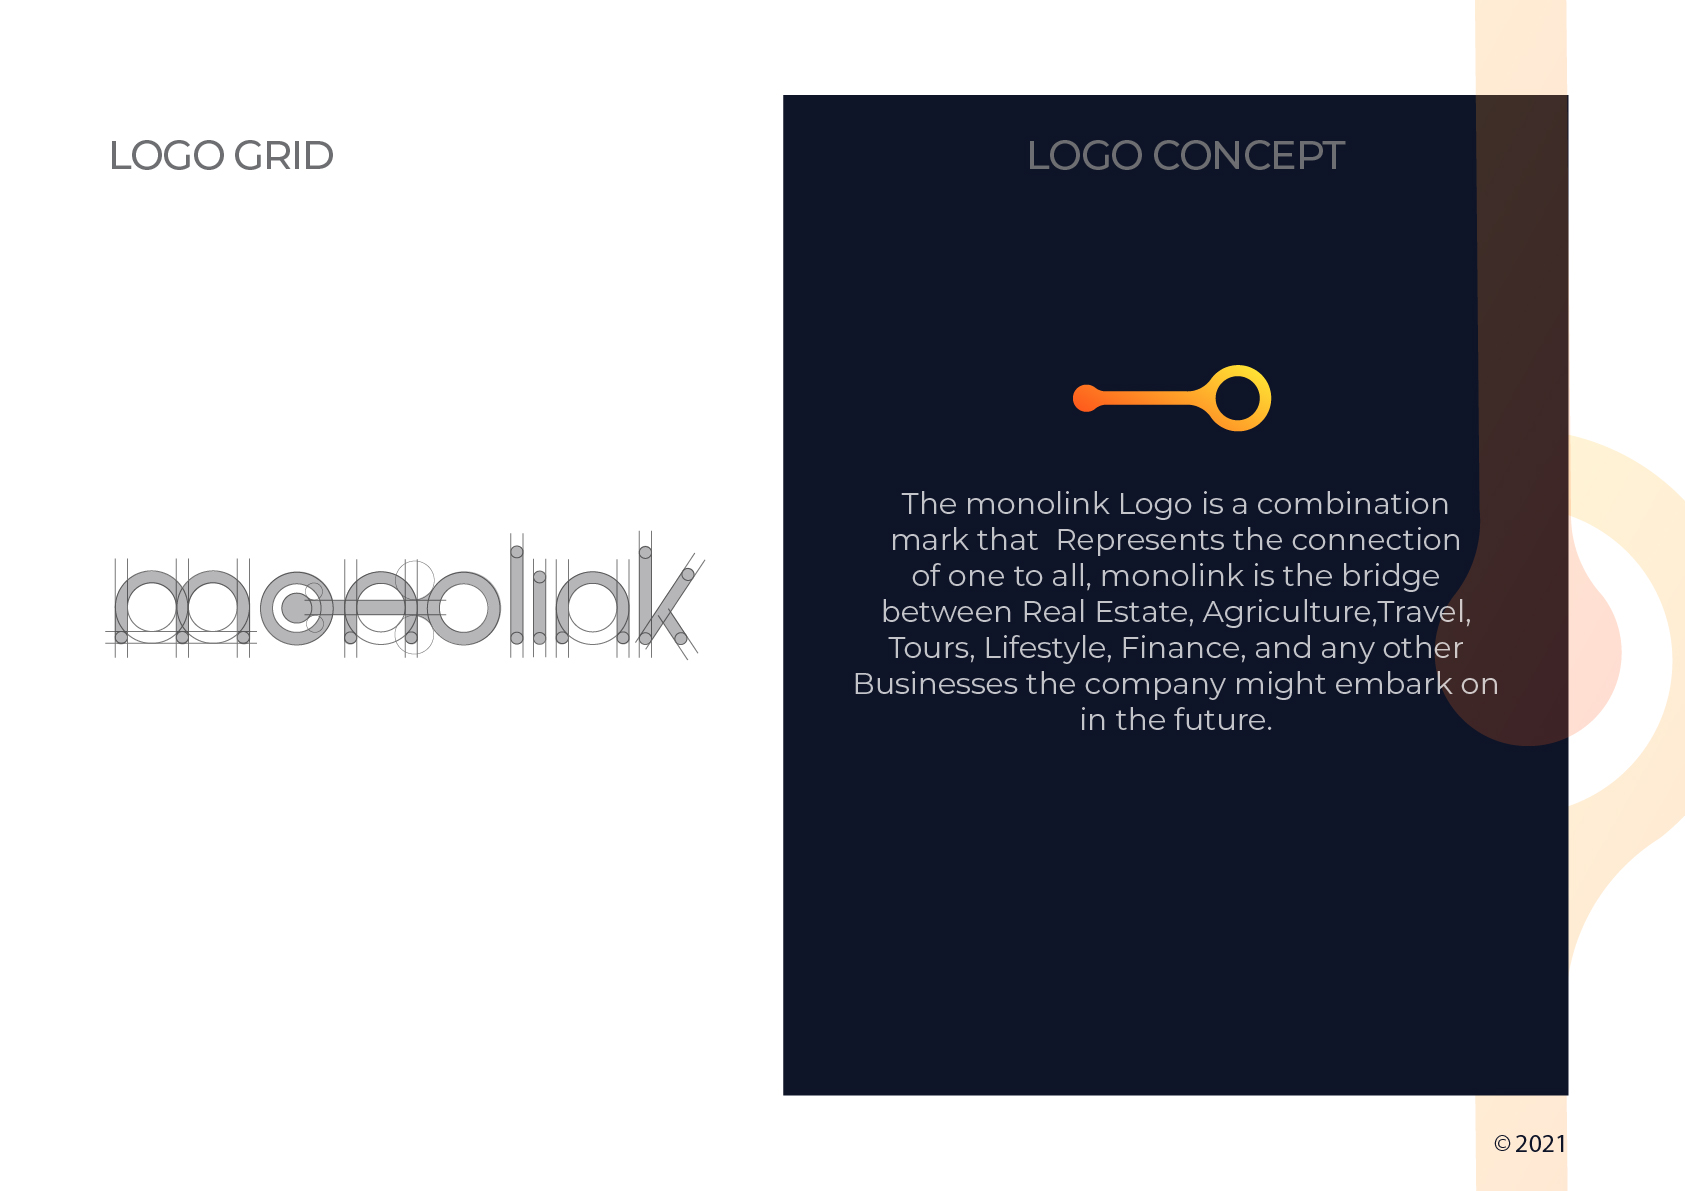 LOGO GRID
monolink
LOGO CONCEPT
The monolink Logo is a combination
mark that  Represents the connection
of one to all, monolink is the bridge
between Real Estate, Agriculture,Travel,
Tours, Lifestyle, Finance, and any other
Businesses the company might embark on
in the future.
© 2021